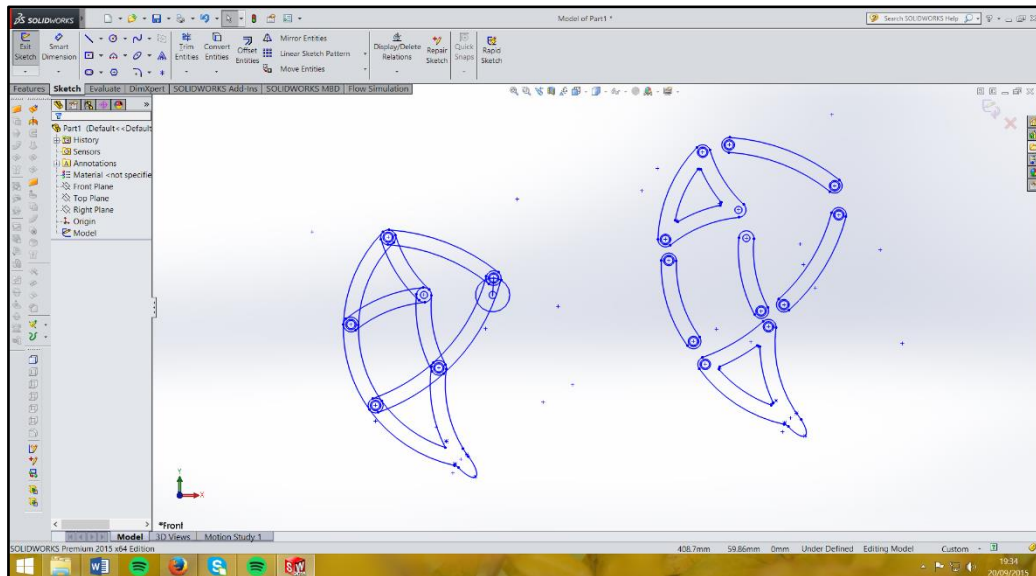 SOLIDWORKS
Model of Part1 *
Search SOLIDWORKS Help
Exit Sketch
Smart Dimension
Trim Entities
Convert Entities
Offset Entities
Mirror Entities
Linear Sketch Pattern
Move Entities
Display/Delete Relations
Repair Sketch
Quick Snaps
Rapid Sketch
Features Sketch Evaluate DimXpert SOLIDWORKS Add-Ins SOLIDWORKS MBD Flow Simulation
Part1 (Default<<Default
History
Sensors
Annotations
Material <not specifie
Front Plane
Top Plane
Right Plane
Origin
Model
Y
X
*Front
Model 3D Views Motion Study 1
SOLIDWORKS Premium 2015 x64 Edition
408.7mm 59.86mm 0mm Under Defined Editing Model Custom
19:34
20/09/2015